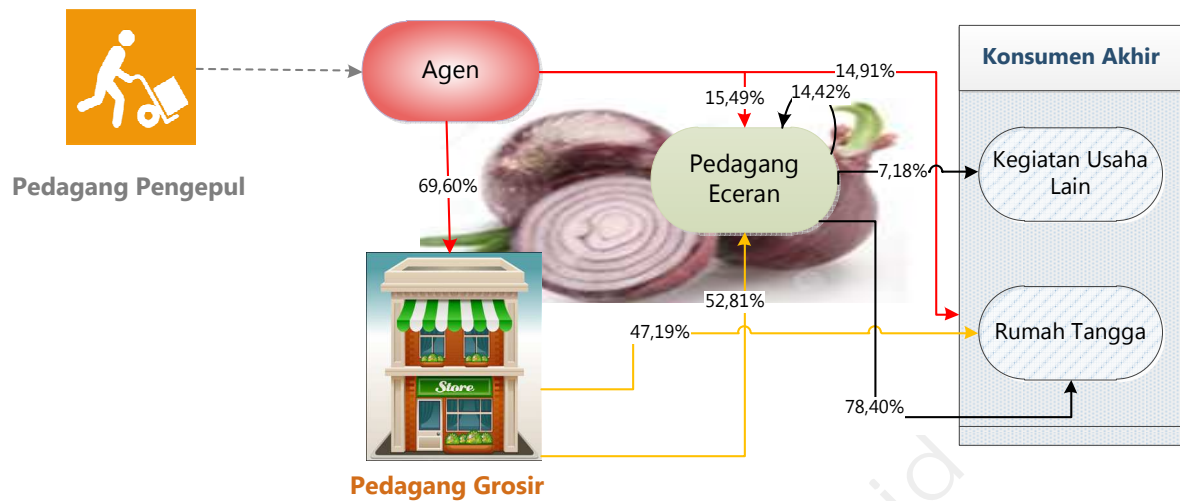 Agen
Konsumen Akhir
14,91%
15,49%
14,42%
Pedagang
Eceran
Kegiatan Usaha
Lain
7,18%
Pedagang Pengepul
69,60%
52,81%
47,19%
Rumah Tangga
Store
78,40%
Pedagang Grosir
id